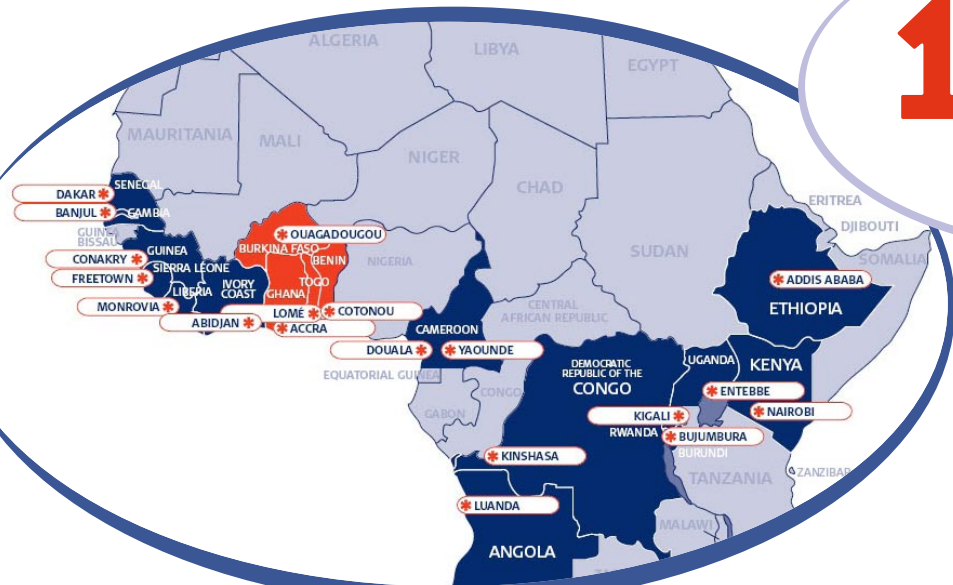 1
ALGERIA
LIBYA
EGYPT
MAURITANIA
MALI
NIGER
CHAD
SUDAN
ERITREA
DJIBOUTI
SOMALIA
SENEGAL
DAKAR
BANJUL
GAMBIA
GUINEA
BISSAU
GUINEA
CONAKRY
SIERRA LEONE
FREETOWN
LIBERIA
IVORY
COAST
MONROVIA
ABIDJAN
OUAGADOUGOU
BURKINA FASO
BENIN
TOGO
GHANA
LOMÉ
COTONOU
ACCRA
NIGERIA
CENTRAL
AFRICAN REPUBLIC
CAMEROON
DOUALA
YAOUNDE
EQUATORIAL GUINEA
GABON
CONGO
ADDIS ABABA
ETHIOPIA
DEMOCRATIC
REPUBLIC OF THE
CONGO
UGANDA
KENYA
ENTEBBE
NAIROBI
KIGALI
RWANDA
BUJUMBURA
BURUNDI
TANZANIA
ZANZIBAR
KINSHASA
LUANDA
MALAWI
ANGOLA